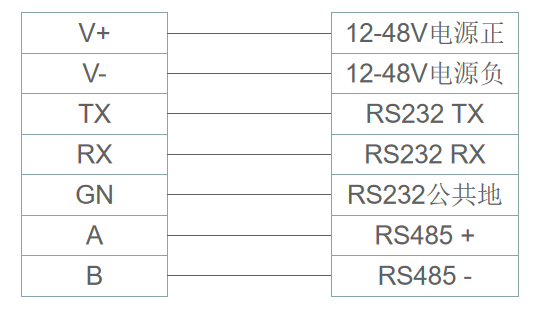 V+ 12-48V电源正
V- 12-48V电源负
TX RS232 TX
RX RS232 RX
GN RS232公共地
A RS485 +
B RS485 -